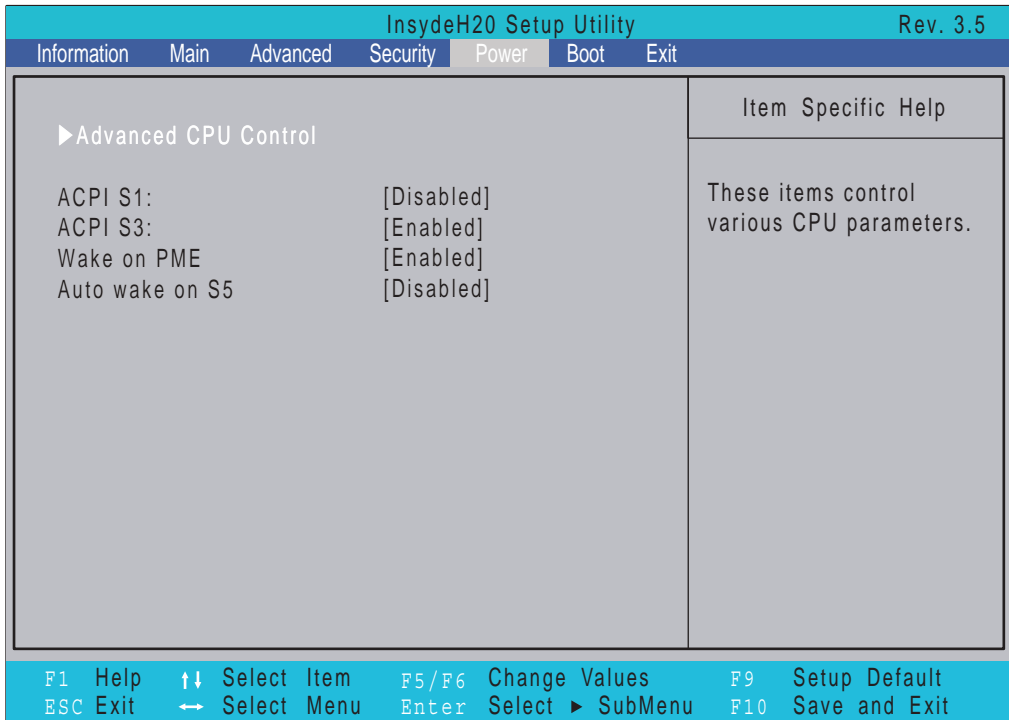 InsydeH20 Setup Utility Rev. 3.5
Information Main Advanced Security Power Boot Exit
▶Advanced CPU Control
ACPI S1: [Disabled]
ACPI S3: [Enabled]
Wake on PME [Enabled]
Auto wake on S5 [Disabled]
Item Specific Help
These items control
various CPU parameters.
F1 Help ↑↓ Select Item F5/F6 Change Values F9 Setup Default
ESC Exit ↔ Select Menu Enter Select ▶ SubMenu F10 Save and Exit